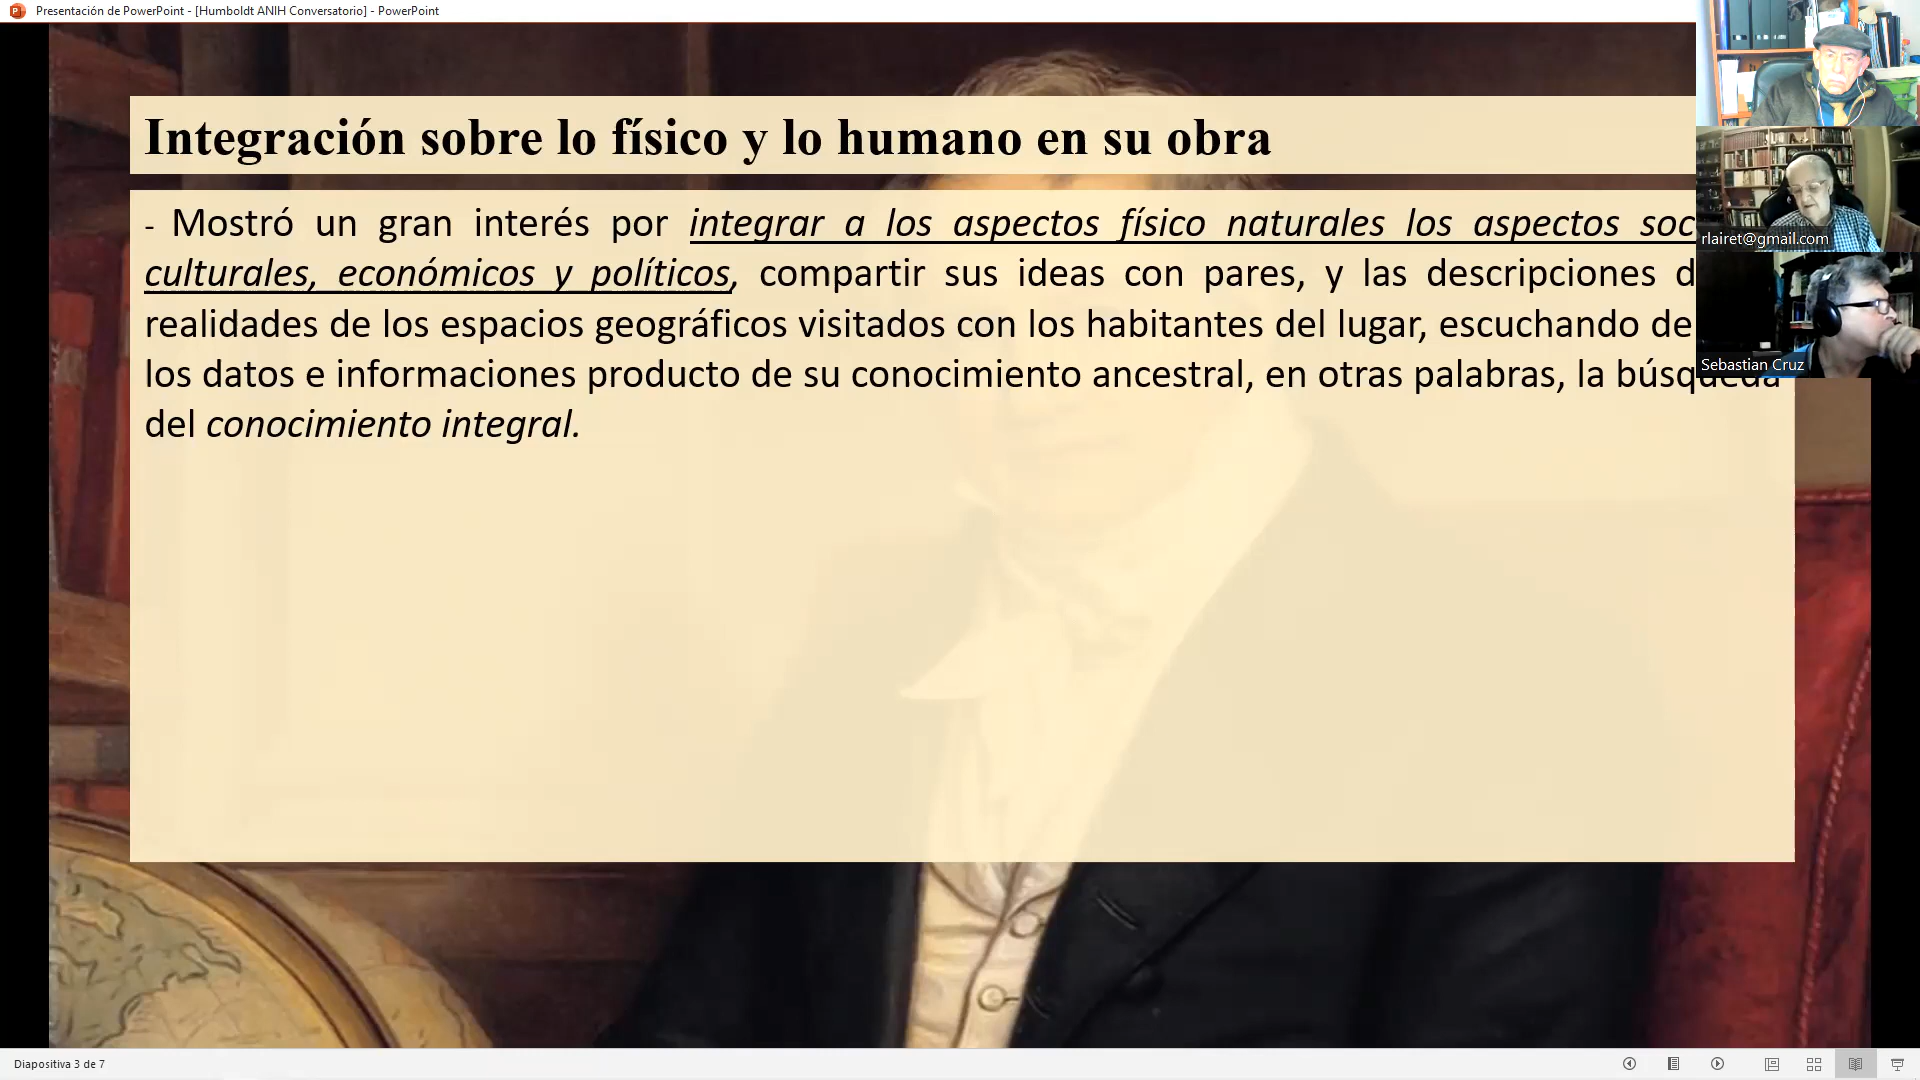 Presentación de PowerPoint - [Humboldt ANIH Conversatorio] - PowerPoint
Integración sobre lo físico y lo humano en su obra
- Mostró un gran interés por integrar a los aspectos físico naturales los aspectos soc
culturales, económicos y políticos, compartir sus ideas con pares, y las descripciones d
realidades de los espacios geográficos visitados con los habitantes del lugar, escuchando de
los datos e informaciones producto de su conocimiento ancestral, en otras palabras, la búsqueda
del conocimiento integral.
rlairet@gmail.com
Sebastian Cruz
Diapositiva 3 de 7